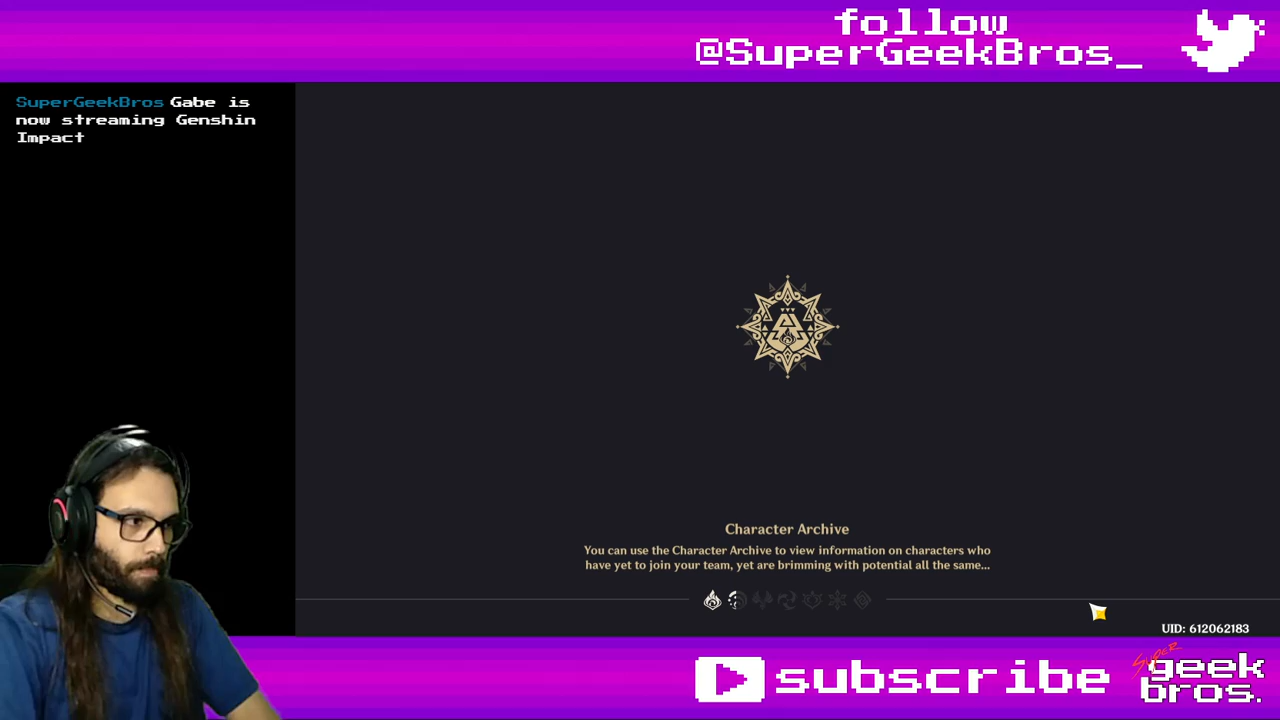 follow
@SuperGeekBros_
SuperGeekBros Gabe is
now streaming Genshin
Impact
Character Archive
You can use the Character Archive to view information on characters who
have yet to join your team, yet are brimming with potential all the same...
UID: 612062183
subscribe
SUPER
geek
bros.